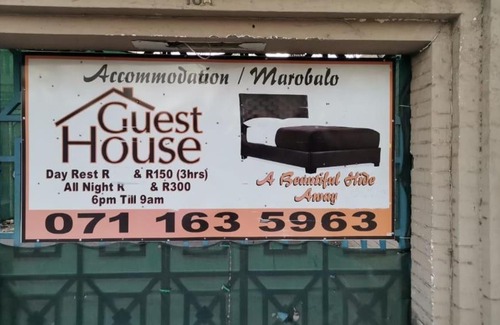 Accommodation / Marobalo
Guest
House
Day Rest R & R150 (3hrs)
All Night R & R300
6pm Till 9am
A Beautiful Hide
Away
071 163 5963